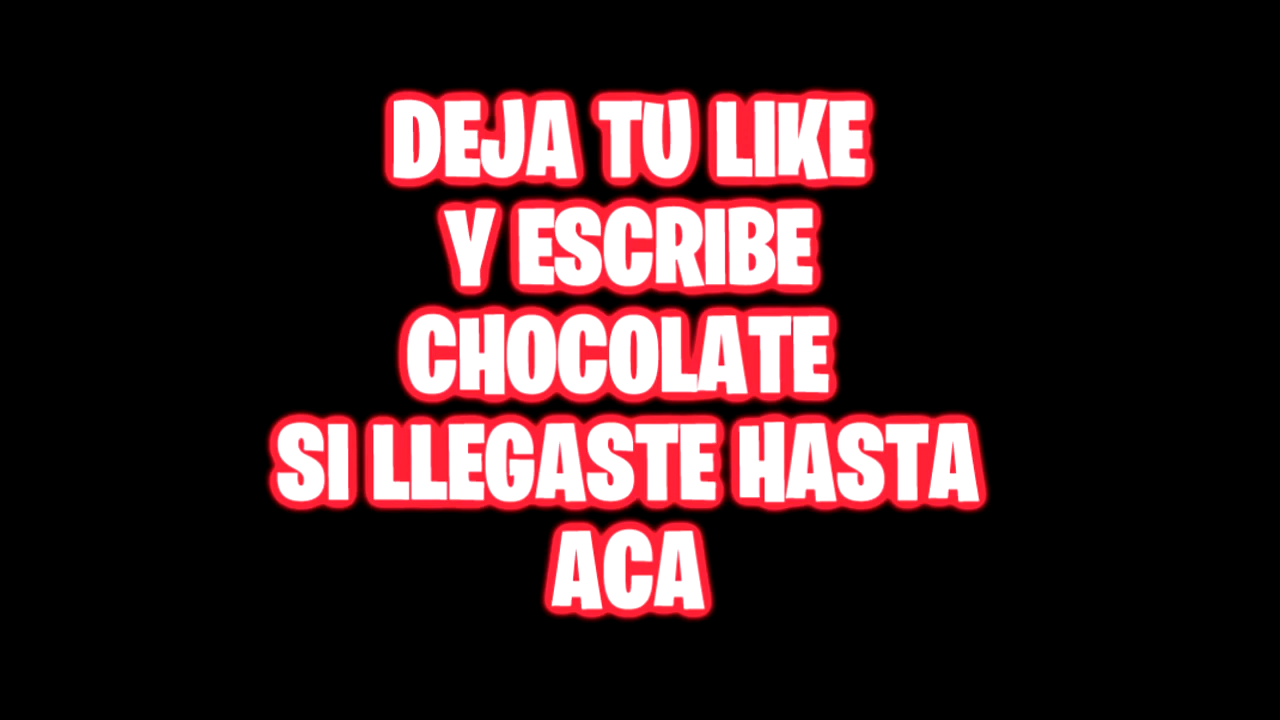 DEJA TU LIKE
Y ESCRIBE
CHOCOLATE
SI LLEGASTE HASTA
ACA